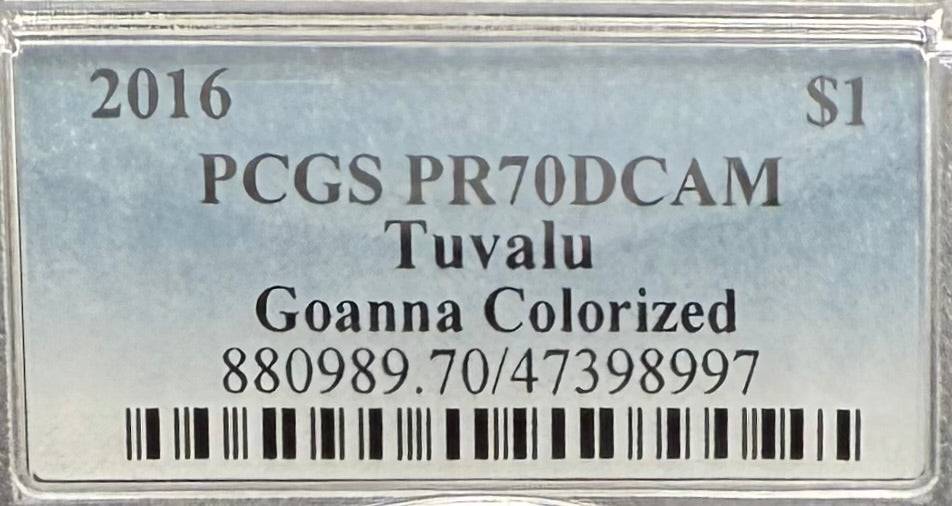 2016 $1
PCGS PR70DCAM
Tuvalu
Goanna Colorized
880989.70/47398997